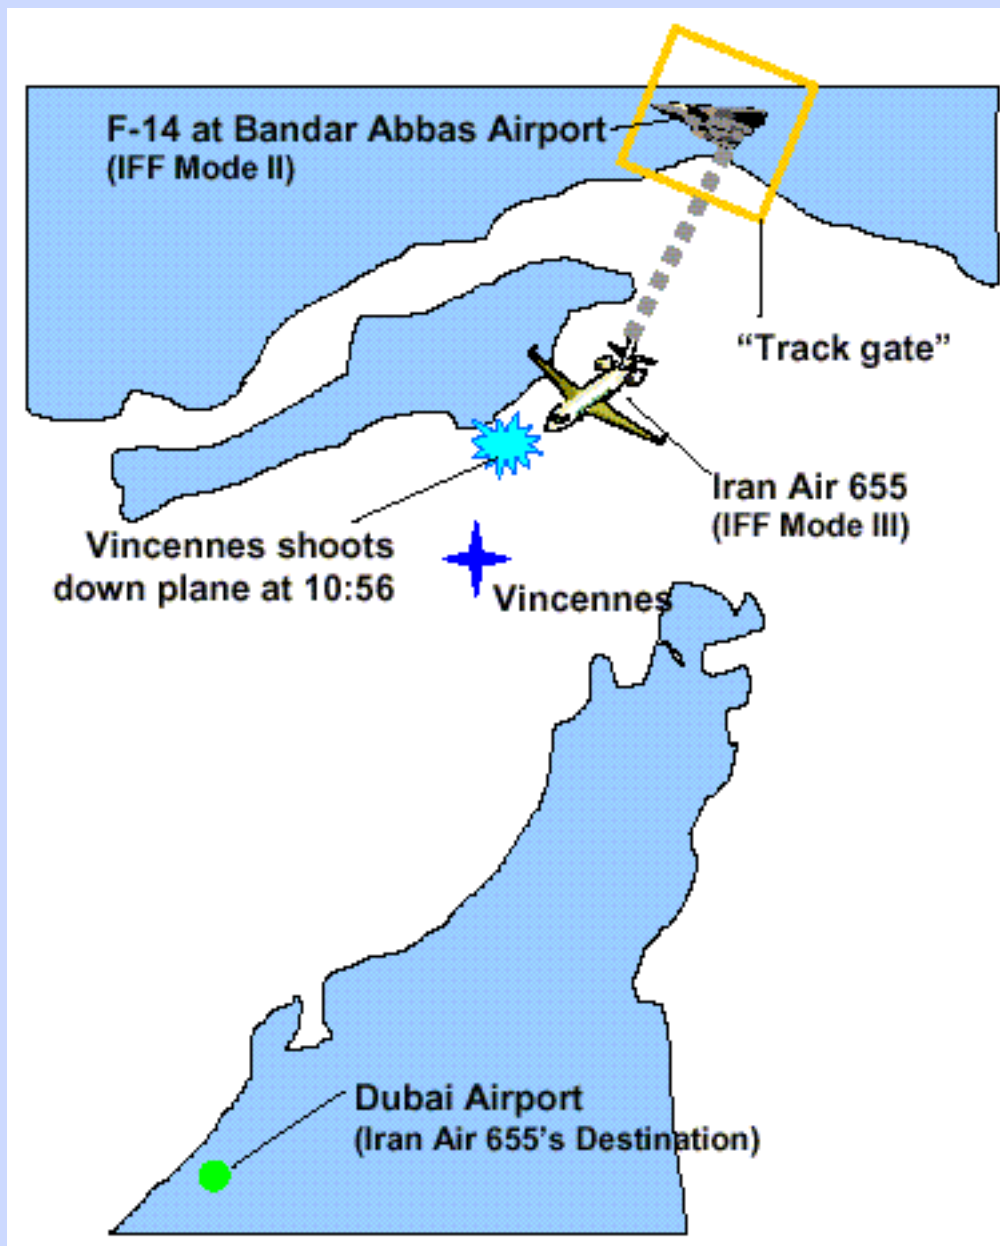 F-14 at Bandar Abbas Airport
(IFF Mode II)
“Track gate”
Iran Air 655
(IFF Mode III)
Vincennes shoots
down plane at 10:56
Vincennes
Dubai Airport
(Iran Air 655's Destination)